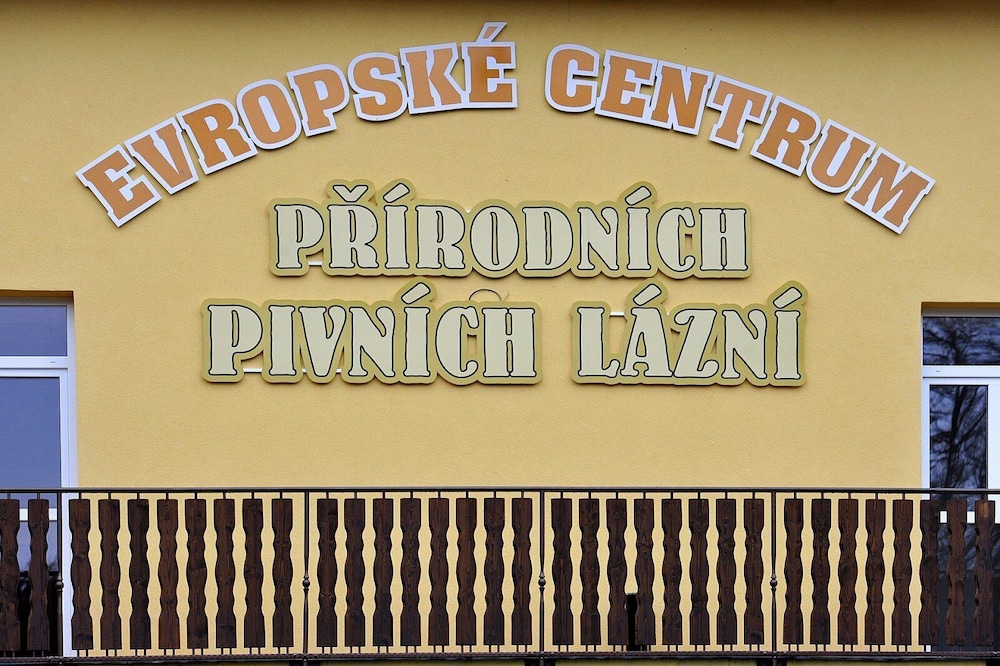 EVROPSKÉ CENTRUM
PŘÍRODNÍCH
PIVNÍCH LÁZNÍ